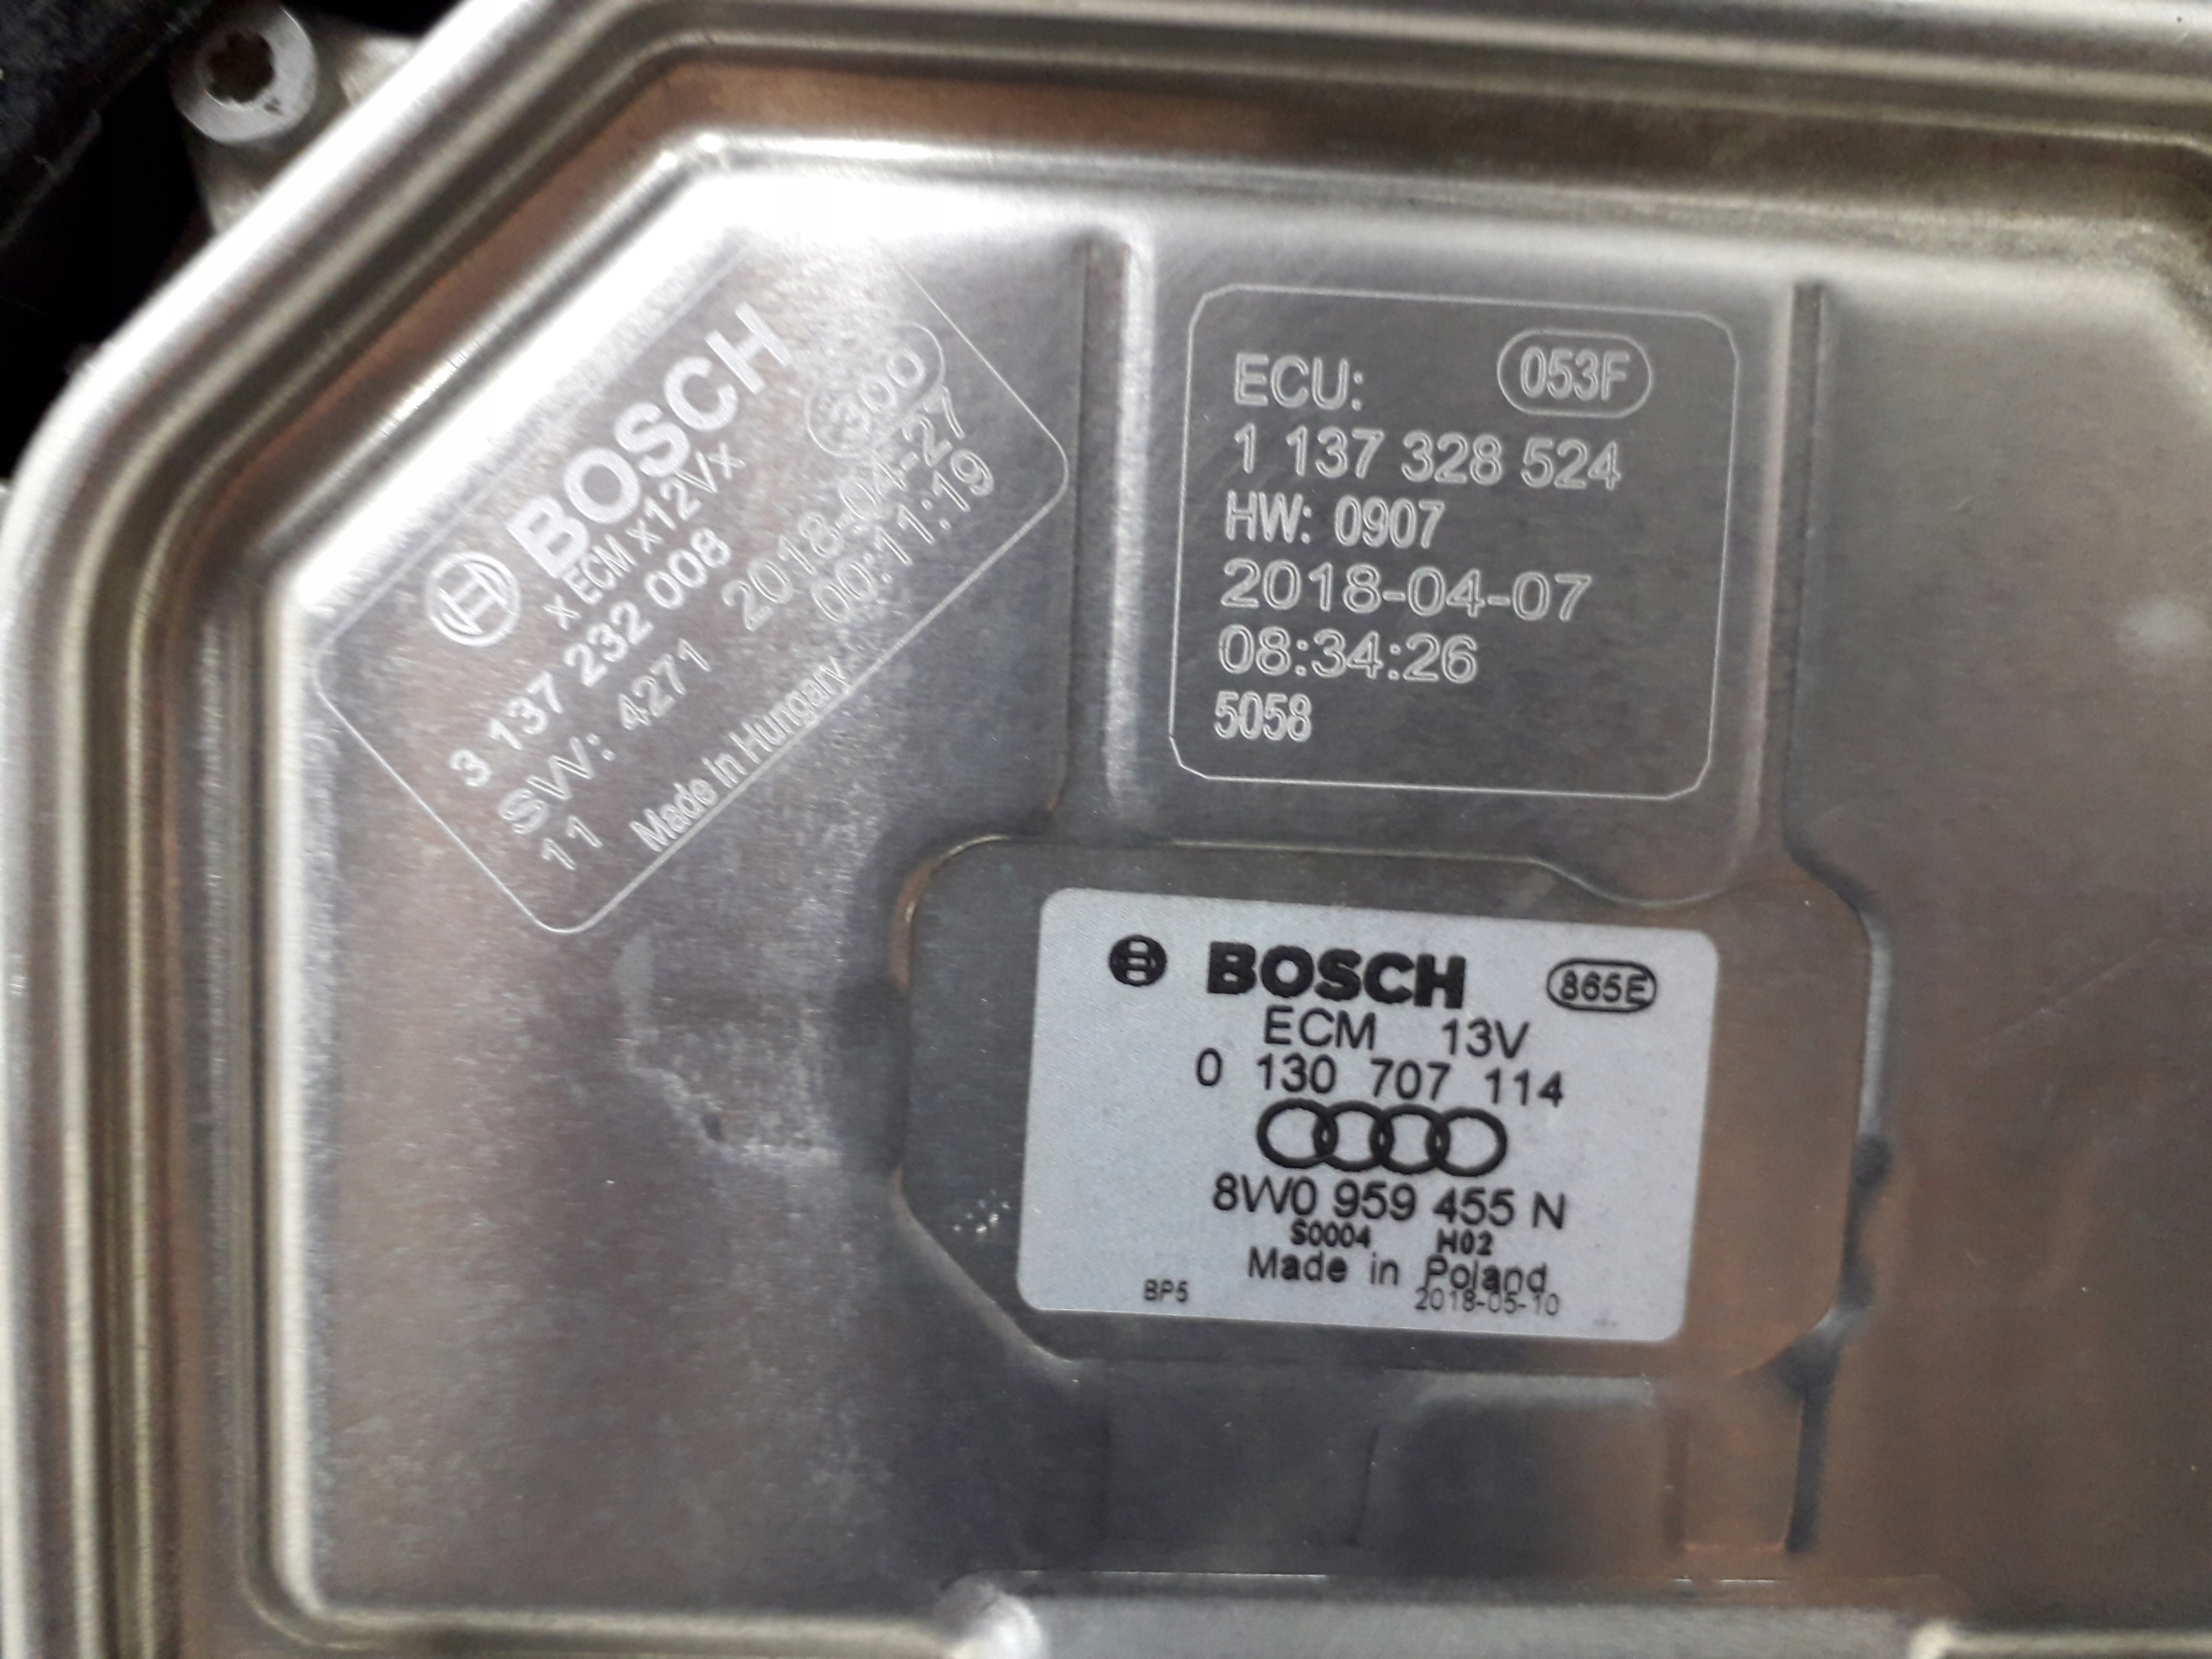 BOSCH
x ECM x12Vx
3 137 232 008
300
SW: 4271 2018-04-27
11 00:11:19
Made in Hungary
ECU: 053F
1 137 328 524
HW: 0907
2018-04-07
08:34:26
5058
BOSCH 865E
ECM 13V
0 130 707 114
8W0 959 455 N
S0004 H02
Made in Poland
BP5 2018-05-10